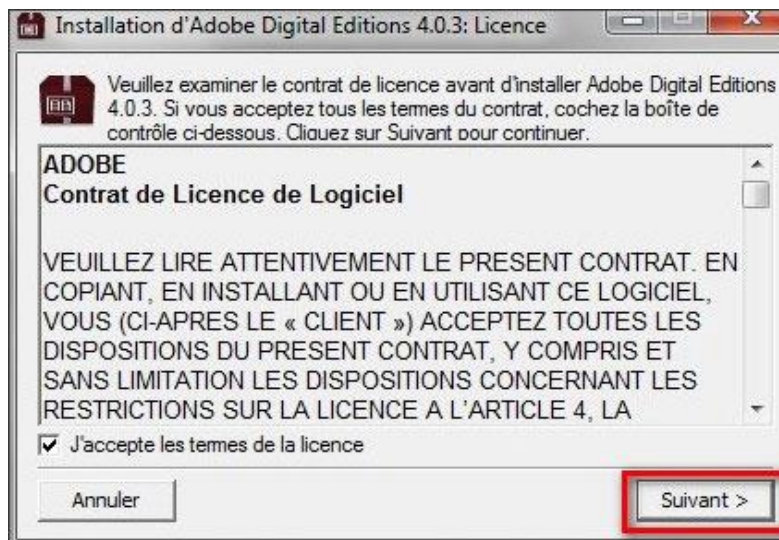 Installation d'Adobe Digital Editions 4.0.3: Licence
Veuillez examiner le contrat de licence avant d'installer Adobe Digital Editions
4.0.3. Si vous acceptez tous les termes du contrat, cochez la boîte de
contrôle ci-dessous. Cliquez sur Suivant pour continuer.
ADOBE
Contrat de Licence de Logiciel
VEUILLEZ LIRE ATTENTIVEMENT LE PRESENT CONTRAT. EN
COPIANT, EN INSTALLANT OU EN UTILISANT CE LOGICIEL,
VOUS (CI-APRES LE « CLIENT ») ACCEPTEZ TOUTES LES
DISPOSITIONS DU PRESENT CONTRAT, Y COMPRIS ET
SANS LIMITATION LES DISPOSITIONS CONCERNANT LES
RESTRICTIONS SUR LA LICENCE A L'ARTICLE 4, LA
J'accepte les termes de la licence
Annuler
Suivant >